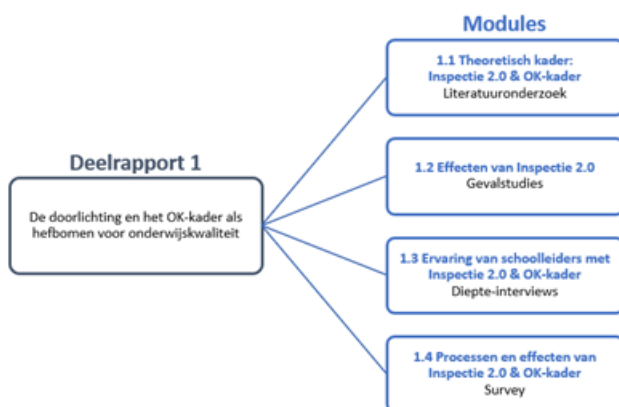 Modules
1.1 Theoretisch kader:
Inspectie 2.0 & OK-kader
Literatuuronderzoek
Deelrapport 1
De doorlichting en het OK-kader als
hefbomen voor onderwijskwaliteit
1.2 Effecten van Inspectie 2.0
Gevalstudies
1.3 Ervaring van schoolleiders met
Inspectie 2.0 & OK-kader
Diepte-interviews
1.4 Processen en effecten van
Inspectie 2.0 & OK-kader
Survey